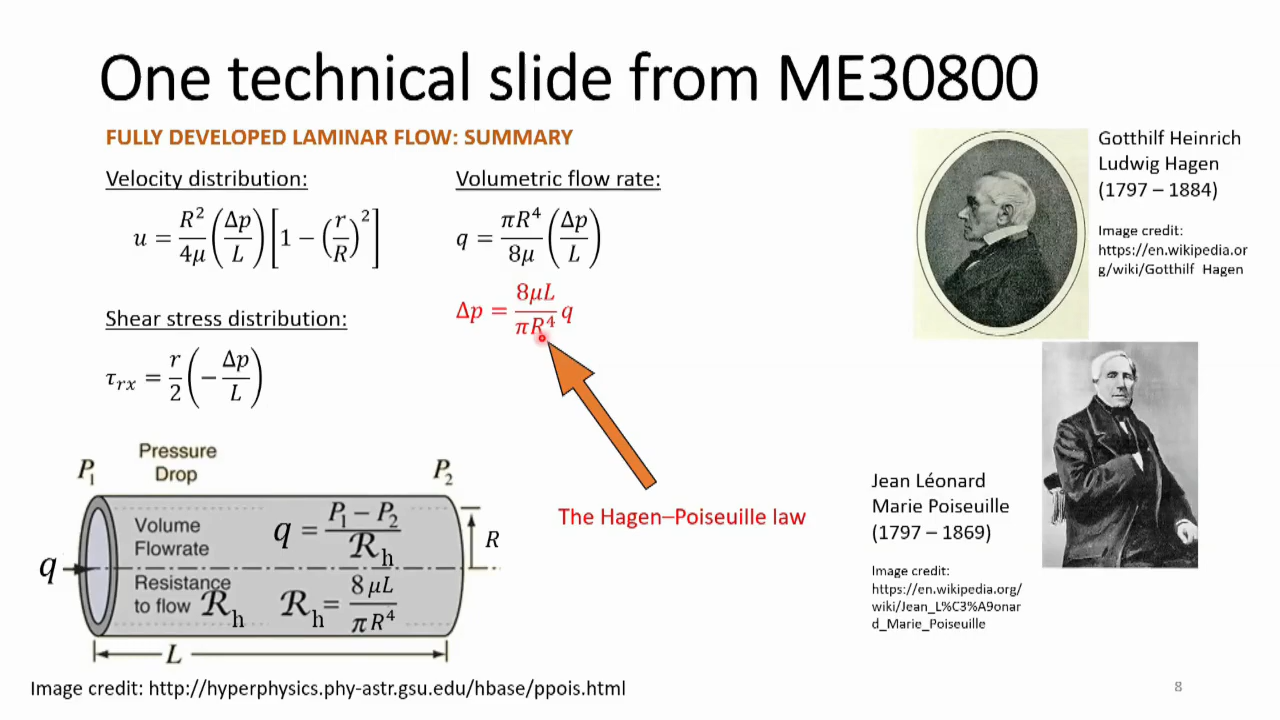 One technical slide from ME30800
FULLY DEVELOPED LAMINAR FLOW: SUMMARY
Velocity distribution:
u = R²/4μ (Δp/L) [1 − (r/R)²]
Shear stress distribution:
τᵣₓ = r/2 (−Δp/L)
Volumetric flow rate:
q = πR⁴/8μ (Δp/L)
Δp = 8μL/πR⁴ q
The Hagen–Poiseuille law
Gotthilf Heinrich
Ludwig Hagen
(1797 – 1884)
Image credit:
https://en.wikipedia.or
g/wiki/Gotthilf_Hagen
Jean Léonard
Marie Poiseuille
(1797 – 1869)
Image credit:
https://en.wikipedia.org/
wiki/Jean_L%C3%A9onar
d_Marie_Poiseuille
Pressure
Drop
P₁
P₂
Volume
Flowrate
q = P₁ − P₂/ℛh
R
q
Resistance
to flow ℛh
ℛh = 8μL/πR⁴
L
Image credit: http://hyperphysics.phy-astr.gsu.edu/hbase/ppois.html
8